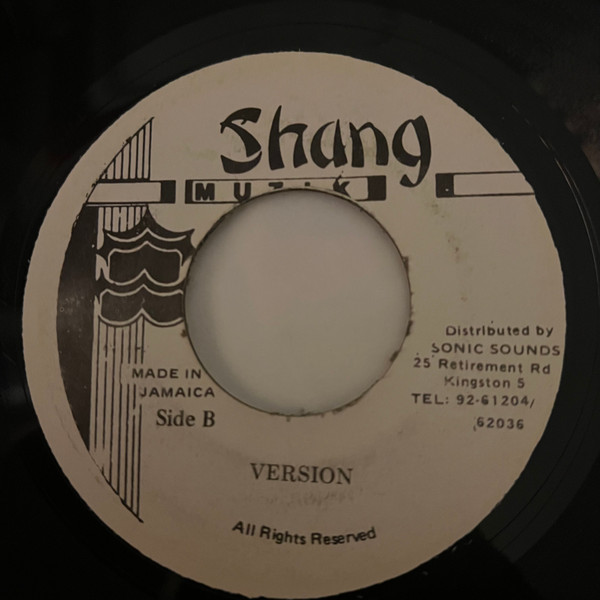 Shang
MUZIK
Distributed by
SONIC SOUNDS
25 Retirement Rd
Kingston 5
TEL: 92-61204/
62036
MADE IN
JAMAICA
Side B
VERSION
All Rights Reserved